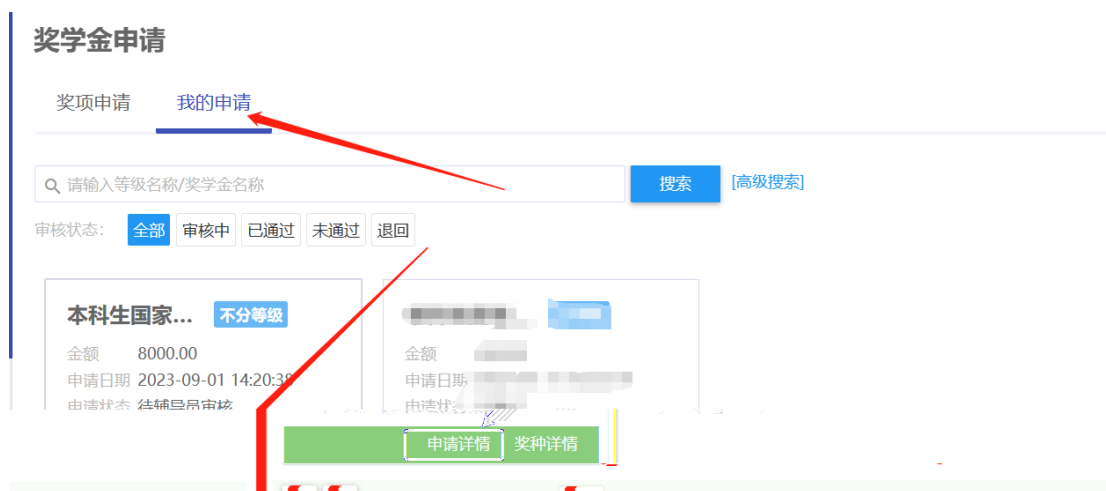 奖学金申请
奖项申请 我的申请
请输入等级名称/奖学金名称 搜索 [高级搜索]
审核状态: 全部 审核中 已通过 未通过 退回
本科生国家... 不分等级
金额 8000.00
申请日期 2023-09-01 14:20:38
申请状态 待辅导员审核
金额
申请日期
申请状
申请详情 奖种详情